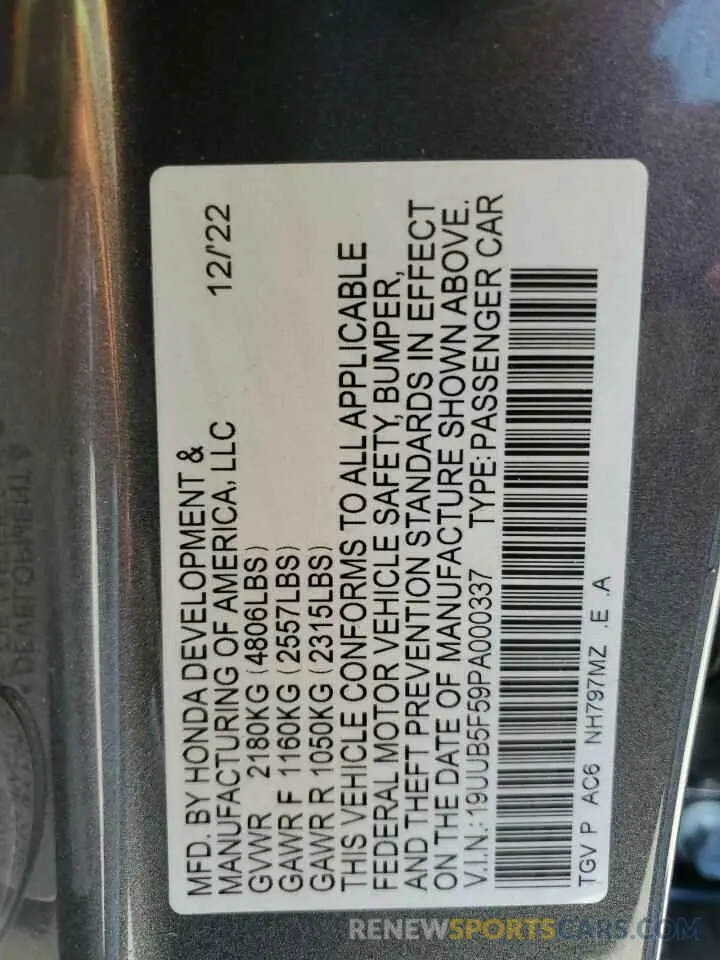 MFD. BY HONDA DEVELOPMENT &
MANUFACTURING OF AMERICA, LLC 12/'22
GVWR 2180KG (4806LBS)
GAWR F 1160KG (2557LBS)
GAWR R 1050KG (2315LBS)
THIS VEHICLE CONFORMS TO ALL APPLICABLE
FEDERAL MOTOR VEHICLE SAFETY, BUMPER,
AND THEFT PREVENTION STANDARDS IN EFFECT
ON THE DATE OF MANUFACTURE SHOWN ABOVE.
V.I.N.: 19UUB5F59PA000337 TYPE: PASSENGER CAR
TGV P AC6 NH797MZ .E .A
RENEWSPORTSCARS.COM